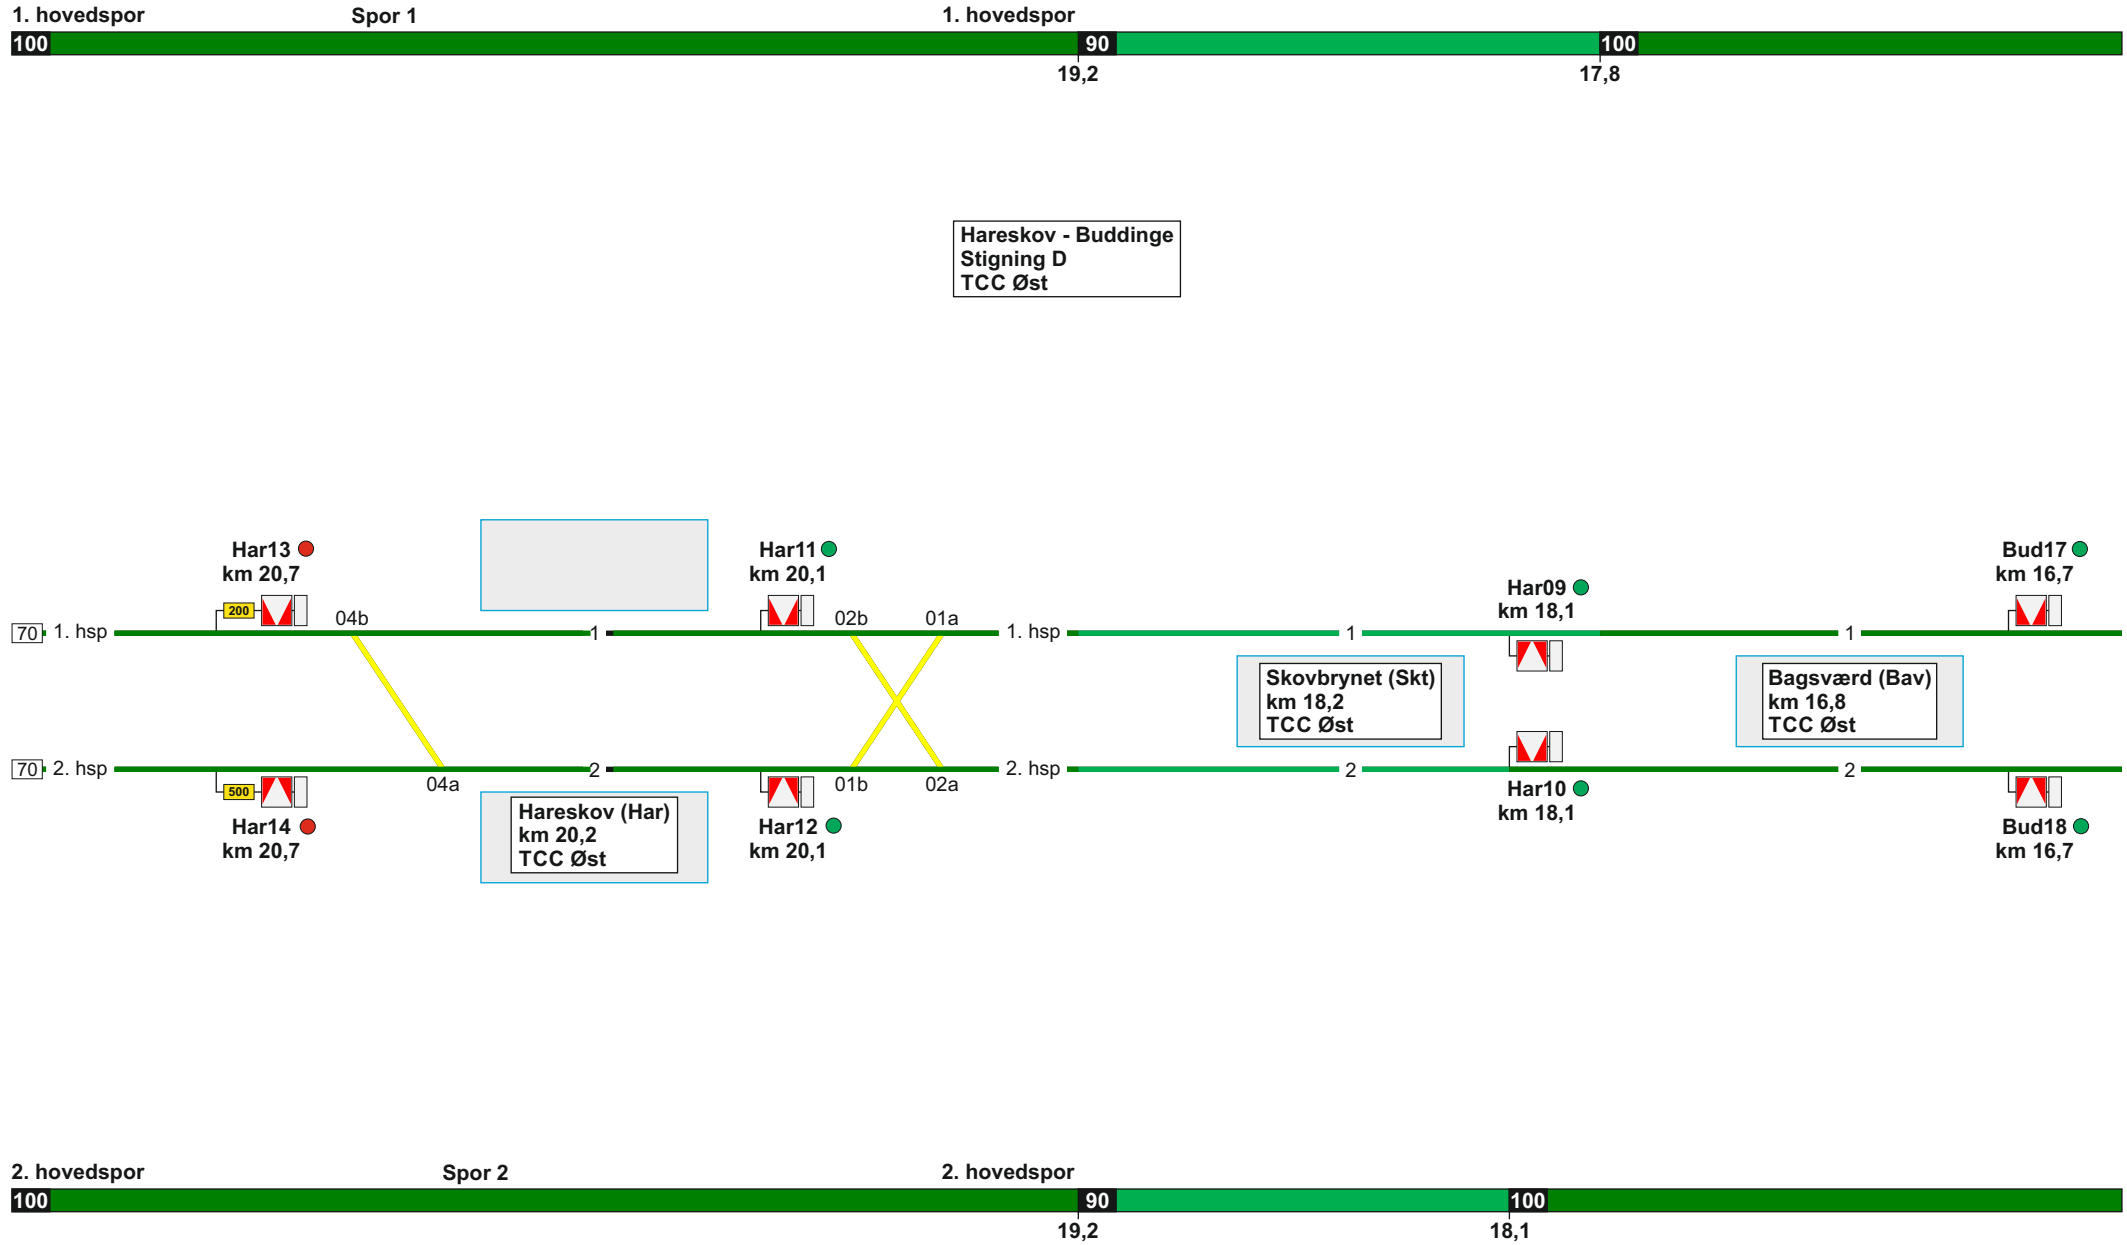 1. hovedspor
Spor 1
1. hovedspor
100
90
100
19,2
17,8
Hareskov - Buddinge
Stigning D
TCC Øst
Har13
km 20,7
Har11
km 20,1
Har09
km 18,1
Bud17
km 16,7
200
04b
02b
01a
70
1. hsp
1
1. hsp
1
1
Skovbrynet (Skt)
km 18,2
TCC Øst
Bagsværd (Bav)
km 16,8
TCC Øst
70
2. hsp
2
2. hsp
2
2
500
04a
01b
02a
Har14
km 20,7
Hareskov (Har)
km 20,2
TCC Øst
Har12
km 20,1
Har10
km 18,1
Bud18
km 16,7
2. hovedspor
Spor 2
2. hovedspor
100
90
100
19,2
18,1